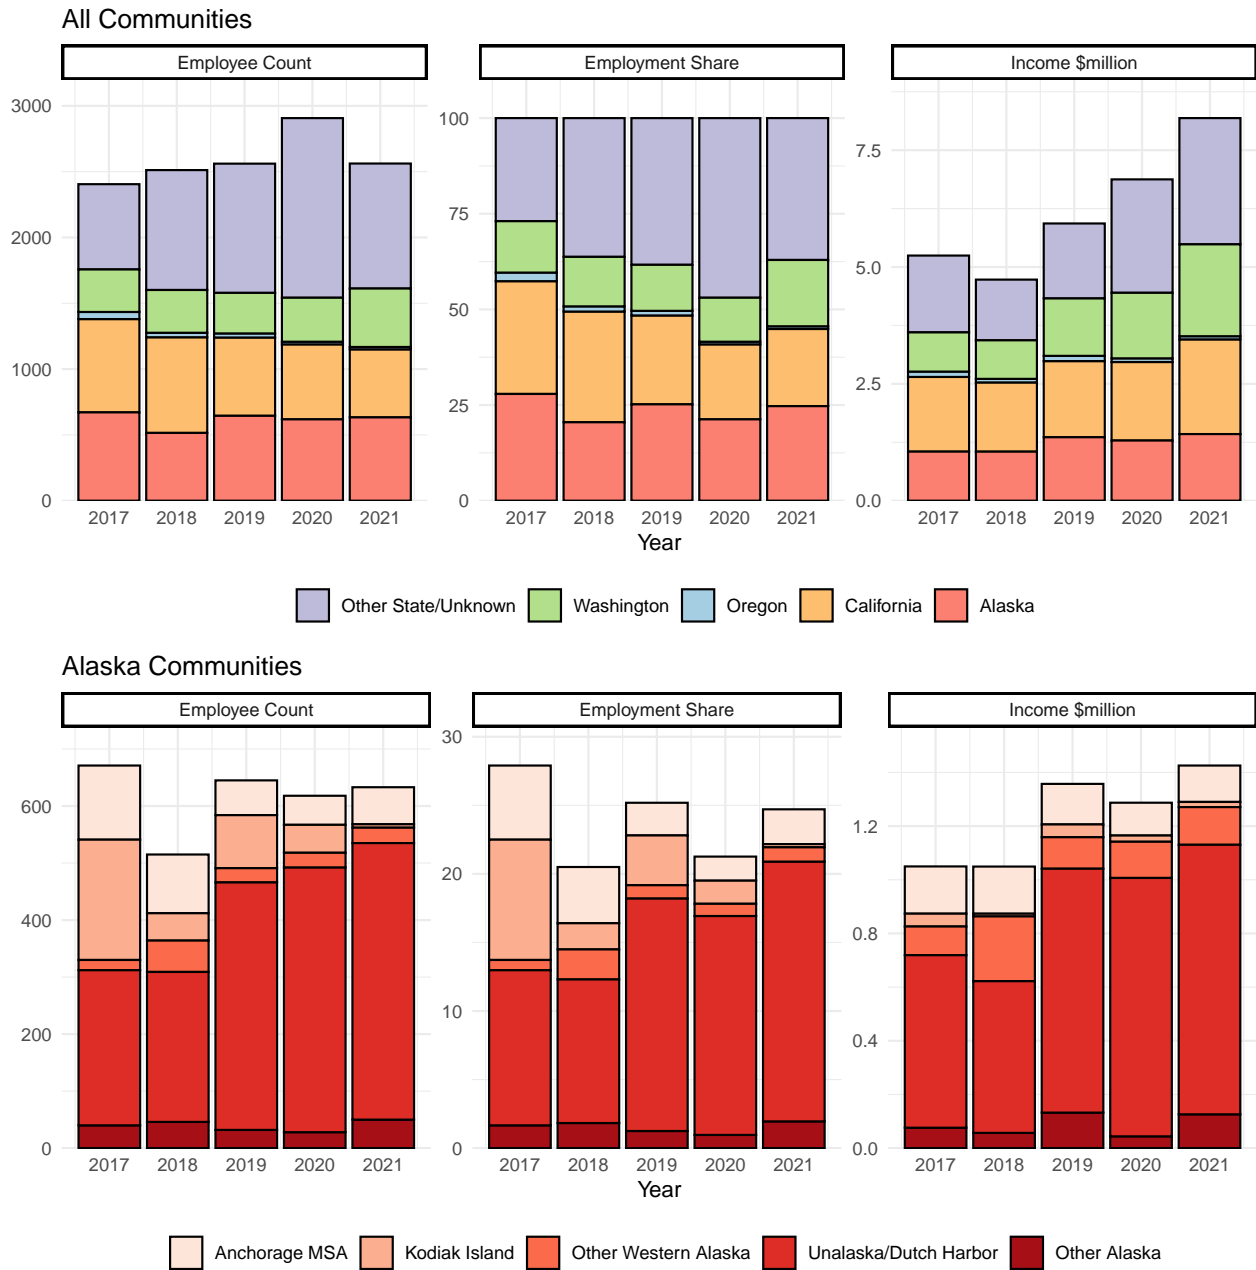 All Communities
Employee Count Employment Share Income $million
3000
2000
1000
0
100
75
50
25
0
7.5
5.0
2.5
0.0
2017 2018 2019 2020 2021 2017 2018 2019 2020 2021 2017 2018 2019 2020 2021
Year
Other State/Unknown Washington Oregon California Alaska
Alaska Communities
Employee Count Employment Share Income $million
600
400
200
0
30
20
10
0
1.2
0.8
0.4
0.0
2017 2018 2019 2020 2021 2017 2018 2019 2020 2021 2017 2018 2019 2020 2021
Year
Anchorage MSA Kodiak Island Other Western Alaska Unalaska/Dutch Harbor Other Alaska